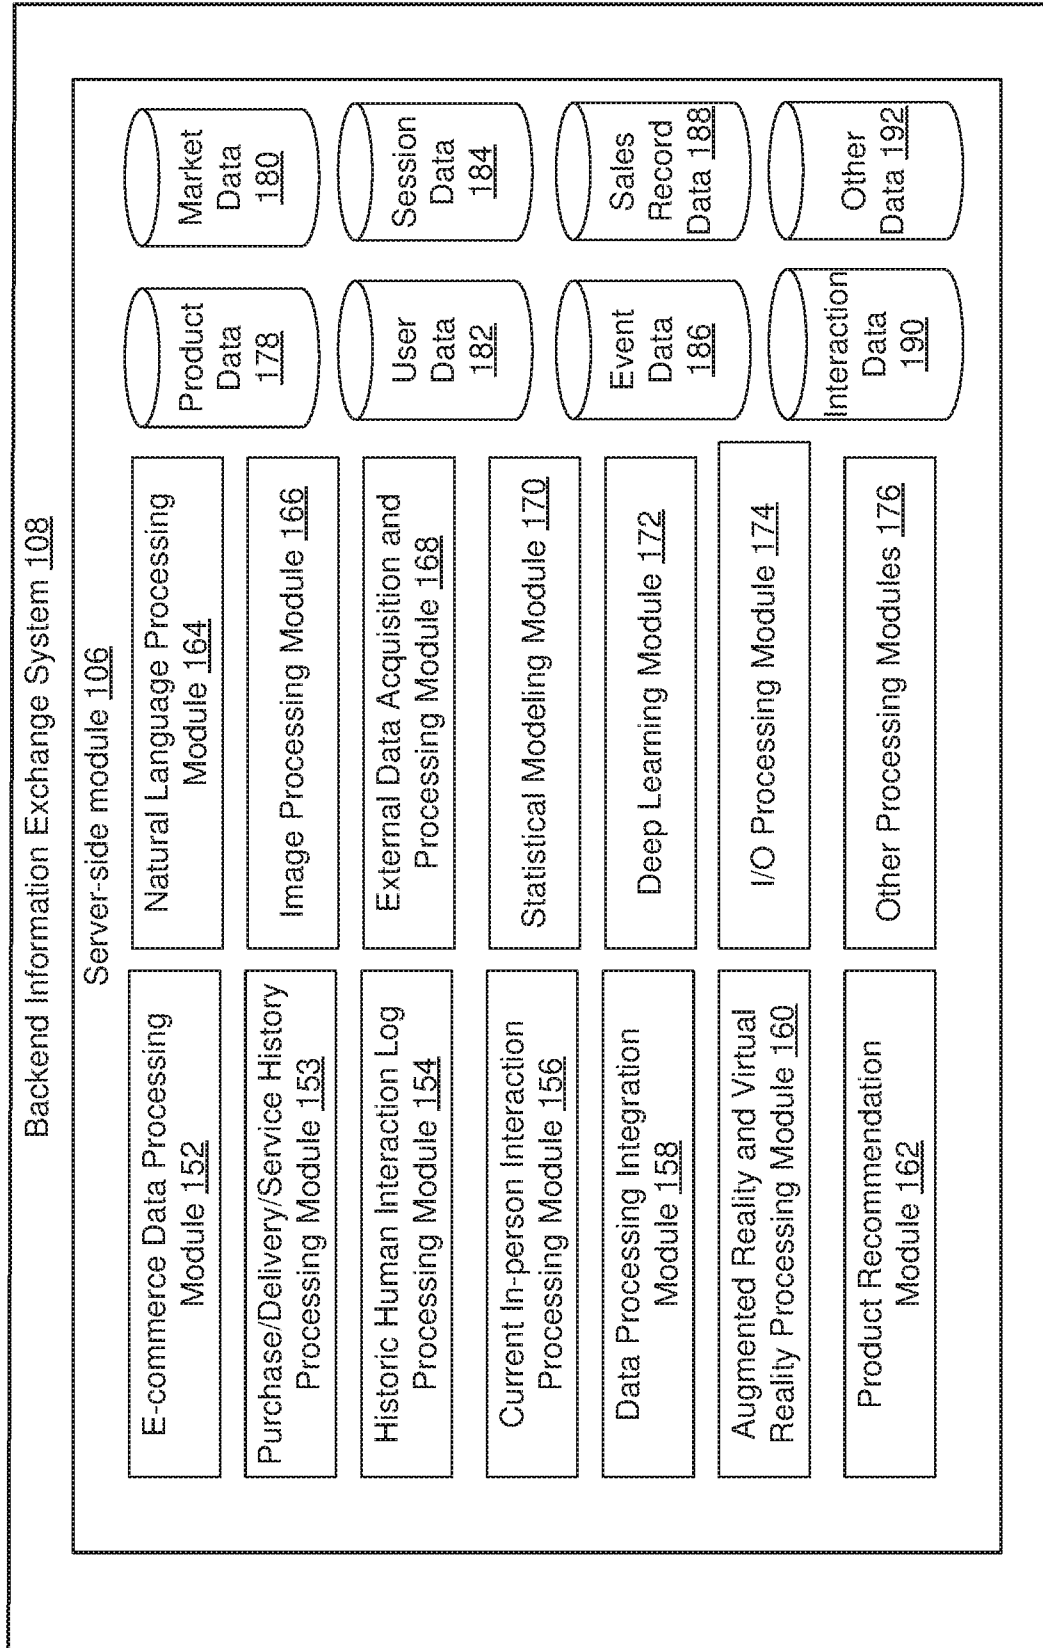 Backend Information Exchange System 108
Server-side module 106
E-commerce Data Processing
Module 152
Purchase/Delivery/Service History
Processing Module 153
Historic Human Interaction Log
Processing Module 154
Current In-person Interaction
Processing Module 156
Data Processing Integration
Module 158
Augmented Reality and Virtual
Reality Processing Module 160
Product Recommendation
Module 162
Natural Language Processing
Module 164
Image Processing Module 166
External Data Acquisition and
Processing Module 168
Statistical Modeling Module 170
Deep Learning Module 172
I/O Processing Module 174
Other Processing Modules 176
Product
Data
178
Market
Data
180
User
Data
182
Session
Data
184
Event
Data
186
Sales
Record
Data 188
Interaction
Data
190
Other
Data 192